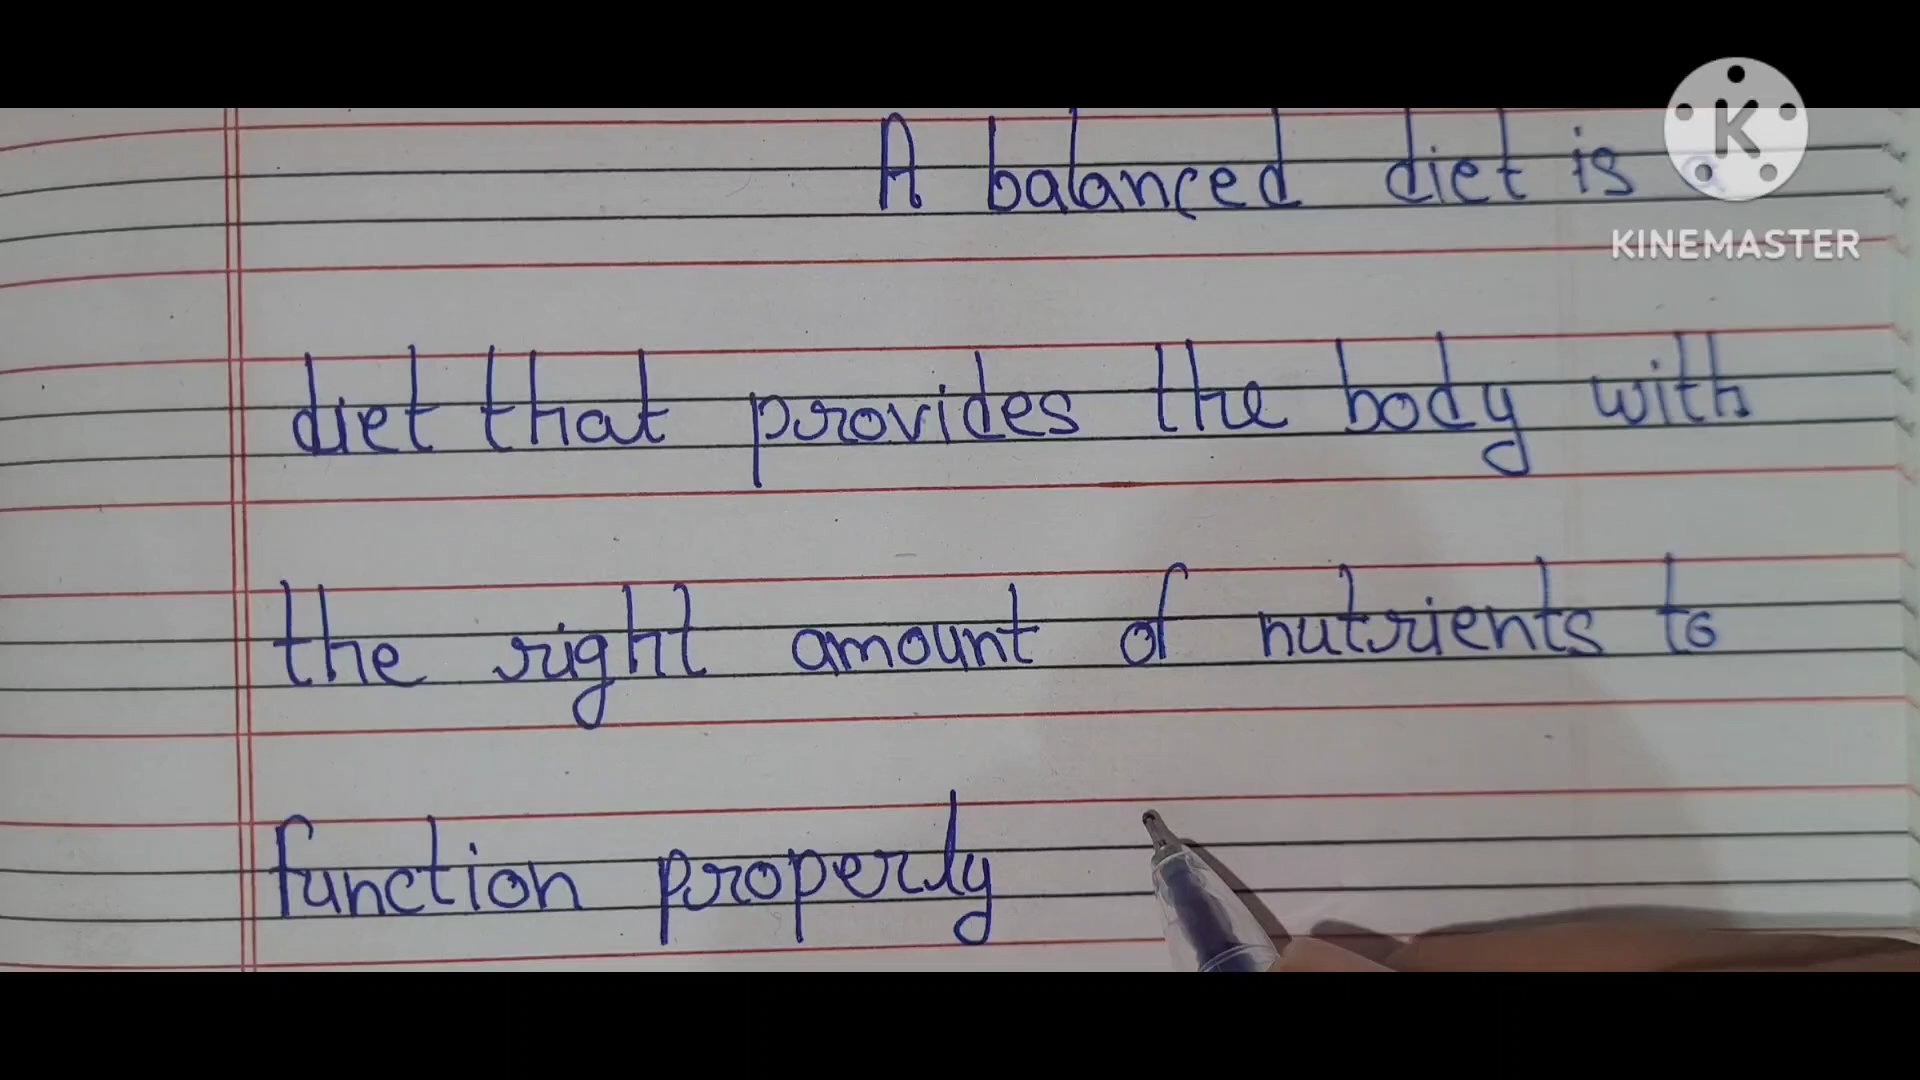 A balanced diet is a
K
KINEMASTER
diet that provides the body with
the right amount of nutrients to
function properly